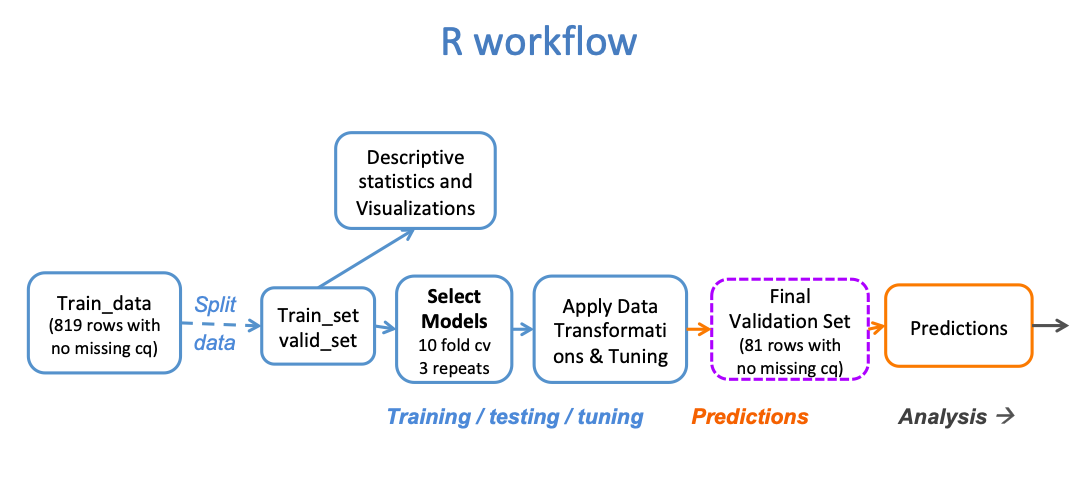 R workflow
Descriptive
statistics and
Visualizations
Train_data
(819 rows with
no missing cq)
Split
data
Train_set
valid_set
Select
Models
10 fold cv
3 repeats
Apply Data
Transformati
ons & Tuning
Final
Validation Set
(81 rows with
no missing cq)
Predictions
Training / testing / tuning
Predictions
Analysis →